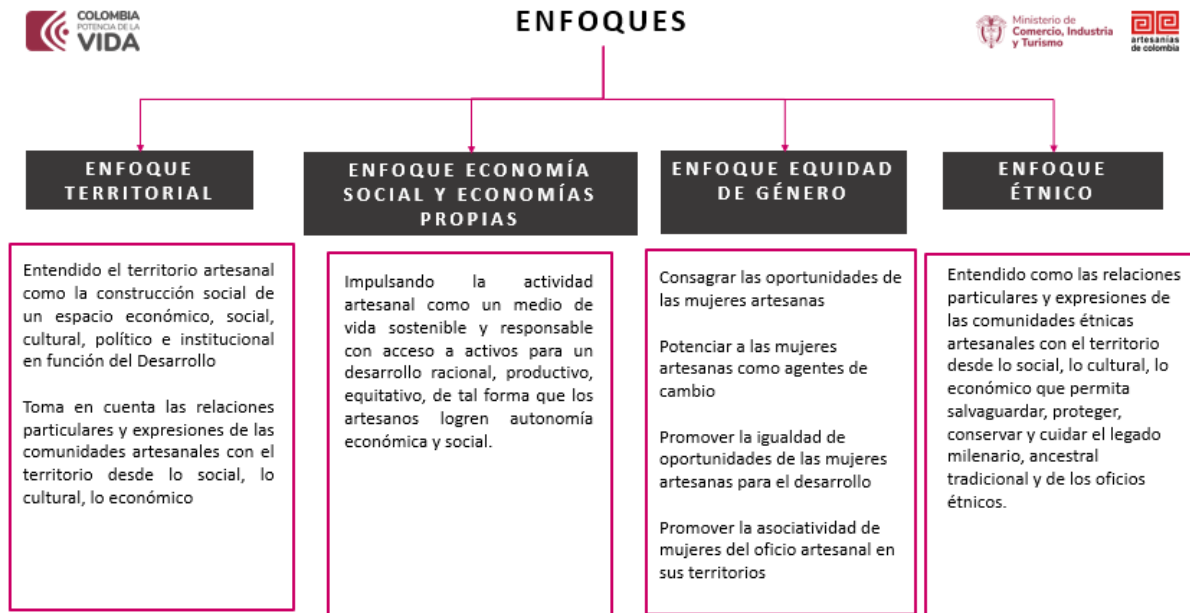 COLOMBIA
POTENCIA DE LA
VIDA
ENFOQUES
Ministerio de
Comercio, Industria
y Turismo
artesanías
de colombia
ENFOQUE
TERRITORIAL
Entendido el territorio artesanal
como la construcción social de
un espacio económico, social,
cultural, político e institucional
en función del Desarrollo
Toma en cuenta las relaciones
particulares y expresiones de las
comunidades artesanales con el
territorio desde lo social, lo
cultural, lo económico
ENFOQUE ECONOMÍA
SOCIAL Y ECONOMÍAS
PROPIAS
Impulsando la actividad
artesanal como un medio de
vida sostenible y responsable
con acceso a activos para un
desarrollo racional, productivo,
equitativo, de tal forma que los
artesanos logren autonomía
económica y social.
ENFOQUE EQUIDAD
DE GÉNERO
Consagrar las oportunidades de
las mujeres artesanas
Potenciar a las mujeres
artesanas como agentes de
cambio
Promover la igualdad de
oportunidades de las mujeres
artesanas para el desarrollo
Promover la asociatividad de
mujeres del oficio artesanal en
sus territorios
ENFOQUE
ÉTNICO
Entendido como las relaciones
particulares y expresiones de
las comunidades étnicas
artesanales con el territorio
desde lo social, lo cultural, lo
económico que permita
salvaguardar, proteger,
conservar y cuidar el legado
milenario, ancestral
tradicional y de los oficios
étnicos.